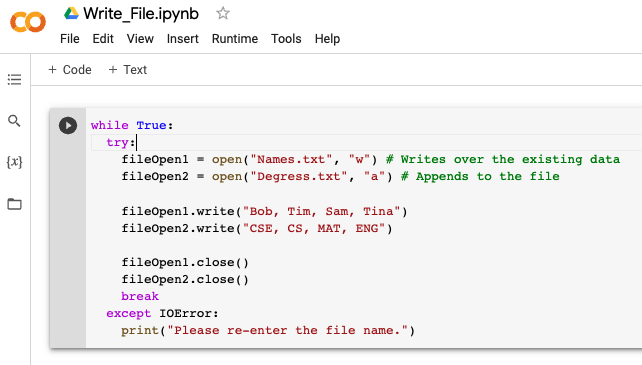 Write_File.ipynb
File Edit View Insert Runtime Tools Help
+ Code + Text
{x}
while True:
  try:
    fileOpen1 = open("Names.txt", "w") # Writes over the existing data
    fileOpen2 = open("Degress.txt", "a") # Appends to the file
    fileOpen1.write("Bob, Tim, Sam, Tina")
    fileOpen2.write("CSE, CS, MAT, ENG")
    fileOpen1.close()
    fileOpen2.close()
    break
  except IOError:
    print("Please re-enter the file name.")